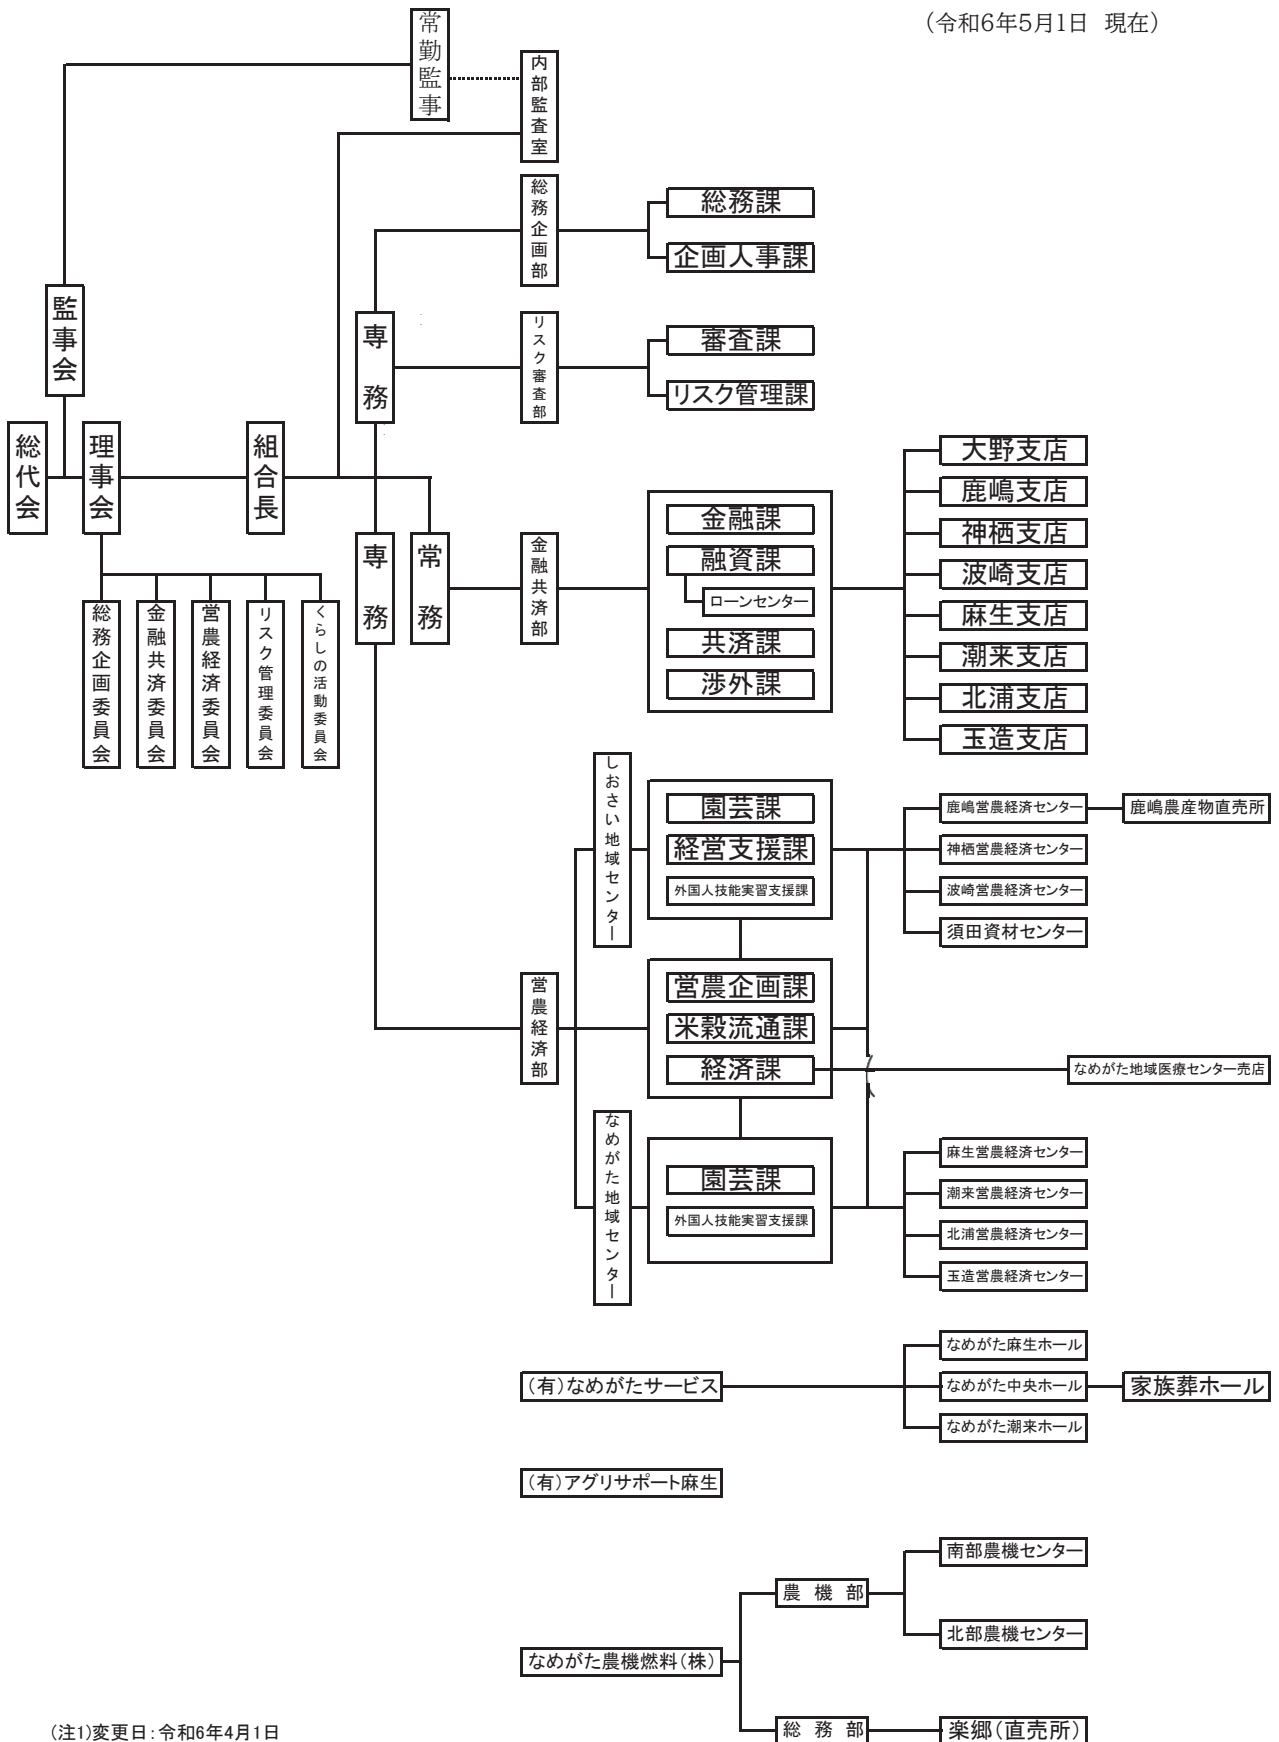 （令和6年5月1日 現在）
常勤監事
内部監査室
総務企画部
総務課
企画人事課
監事会
専務
リスク審査部
審査課
リスク管理課
総代会
理事会
組合長
専務
常務
金融共済部
金融課
融資課
ローンセンター
共済課
渉外課
大野支店
鹿嶋支店
神栖支店
波崎支店
麻生支店
潮来支店
北浦支店
玉造支店
総務企画委員会
金融共済委員会
営農経済委員会
リスク管理委員会
くらしの活動委員会
しおさい地域センター
園芸課
経営支援課
外国人技能実習支援課
鹿嶋営農経済センター
鹿嶋農産物直売所
神栖営農経済センター
波崎営農経済センター
須田資材センター
営農経済部
営農企画課
米穀流通課
経済課
なめがた地域医療センター売店
なめがた地域センター
園芸課
外国人技能実習支援課
麻生営農経済センター
潮来営農経済センター
北浦営農経済センター
玉造営農経済センター
（有）なめがたサービス
なめがた麻生ホール
なめがた中央ホール
家族葬ホール
なめがた潮来ホール
（有）アグリサポート麻生
なめがた農機燃料（株）
農機部
南部農機センター
北部農機センター
総務部
楽郷（直売所）
(注1)変更日：令和6年4月1日